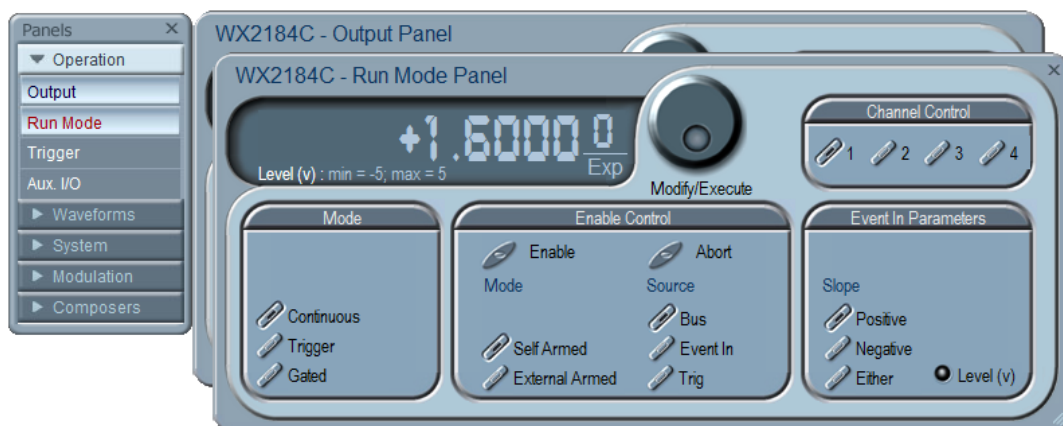 Panels
Operation
Output
Run Mode
Trigger
Aux. I/O
Waveforms
System
Modulation
Composers
WX2184C - Output Panel
WX2184C - Run Mode Panel
+1.6000 0
Exp
Level (v) : min = -5; max = 5
Modify/Execute
Channel Control
1 2 3 4
Mode
Continuous
Trigger
Gated
Enable Control
Enable
Abort
Mode
Source
Self Armed
External Armed
Bus
Event In
Trig
Event In Parameters
Slope
Positive
Negative
Either
Level (v)